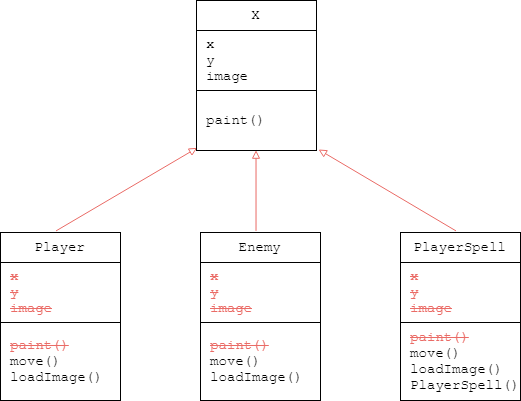 X
x
y
image
paint()
Player
x
y
image
paint()
move()
loadImage()
Enemy
x
y
image
paint()
move()
loadImage()
PlayerSpell
x
y
image
paint()
move()
loadImage()
PlayerSpell()